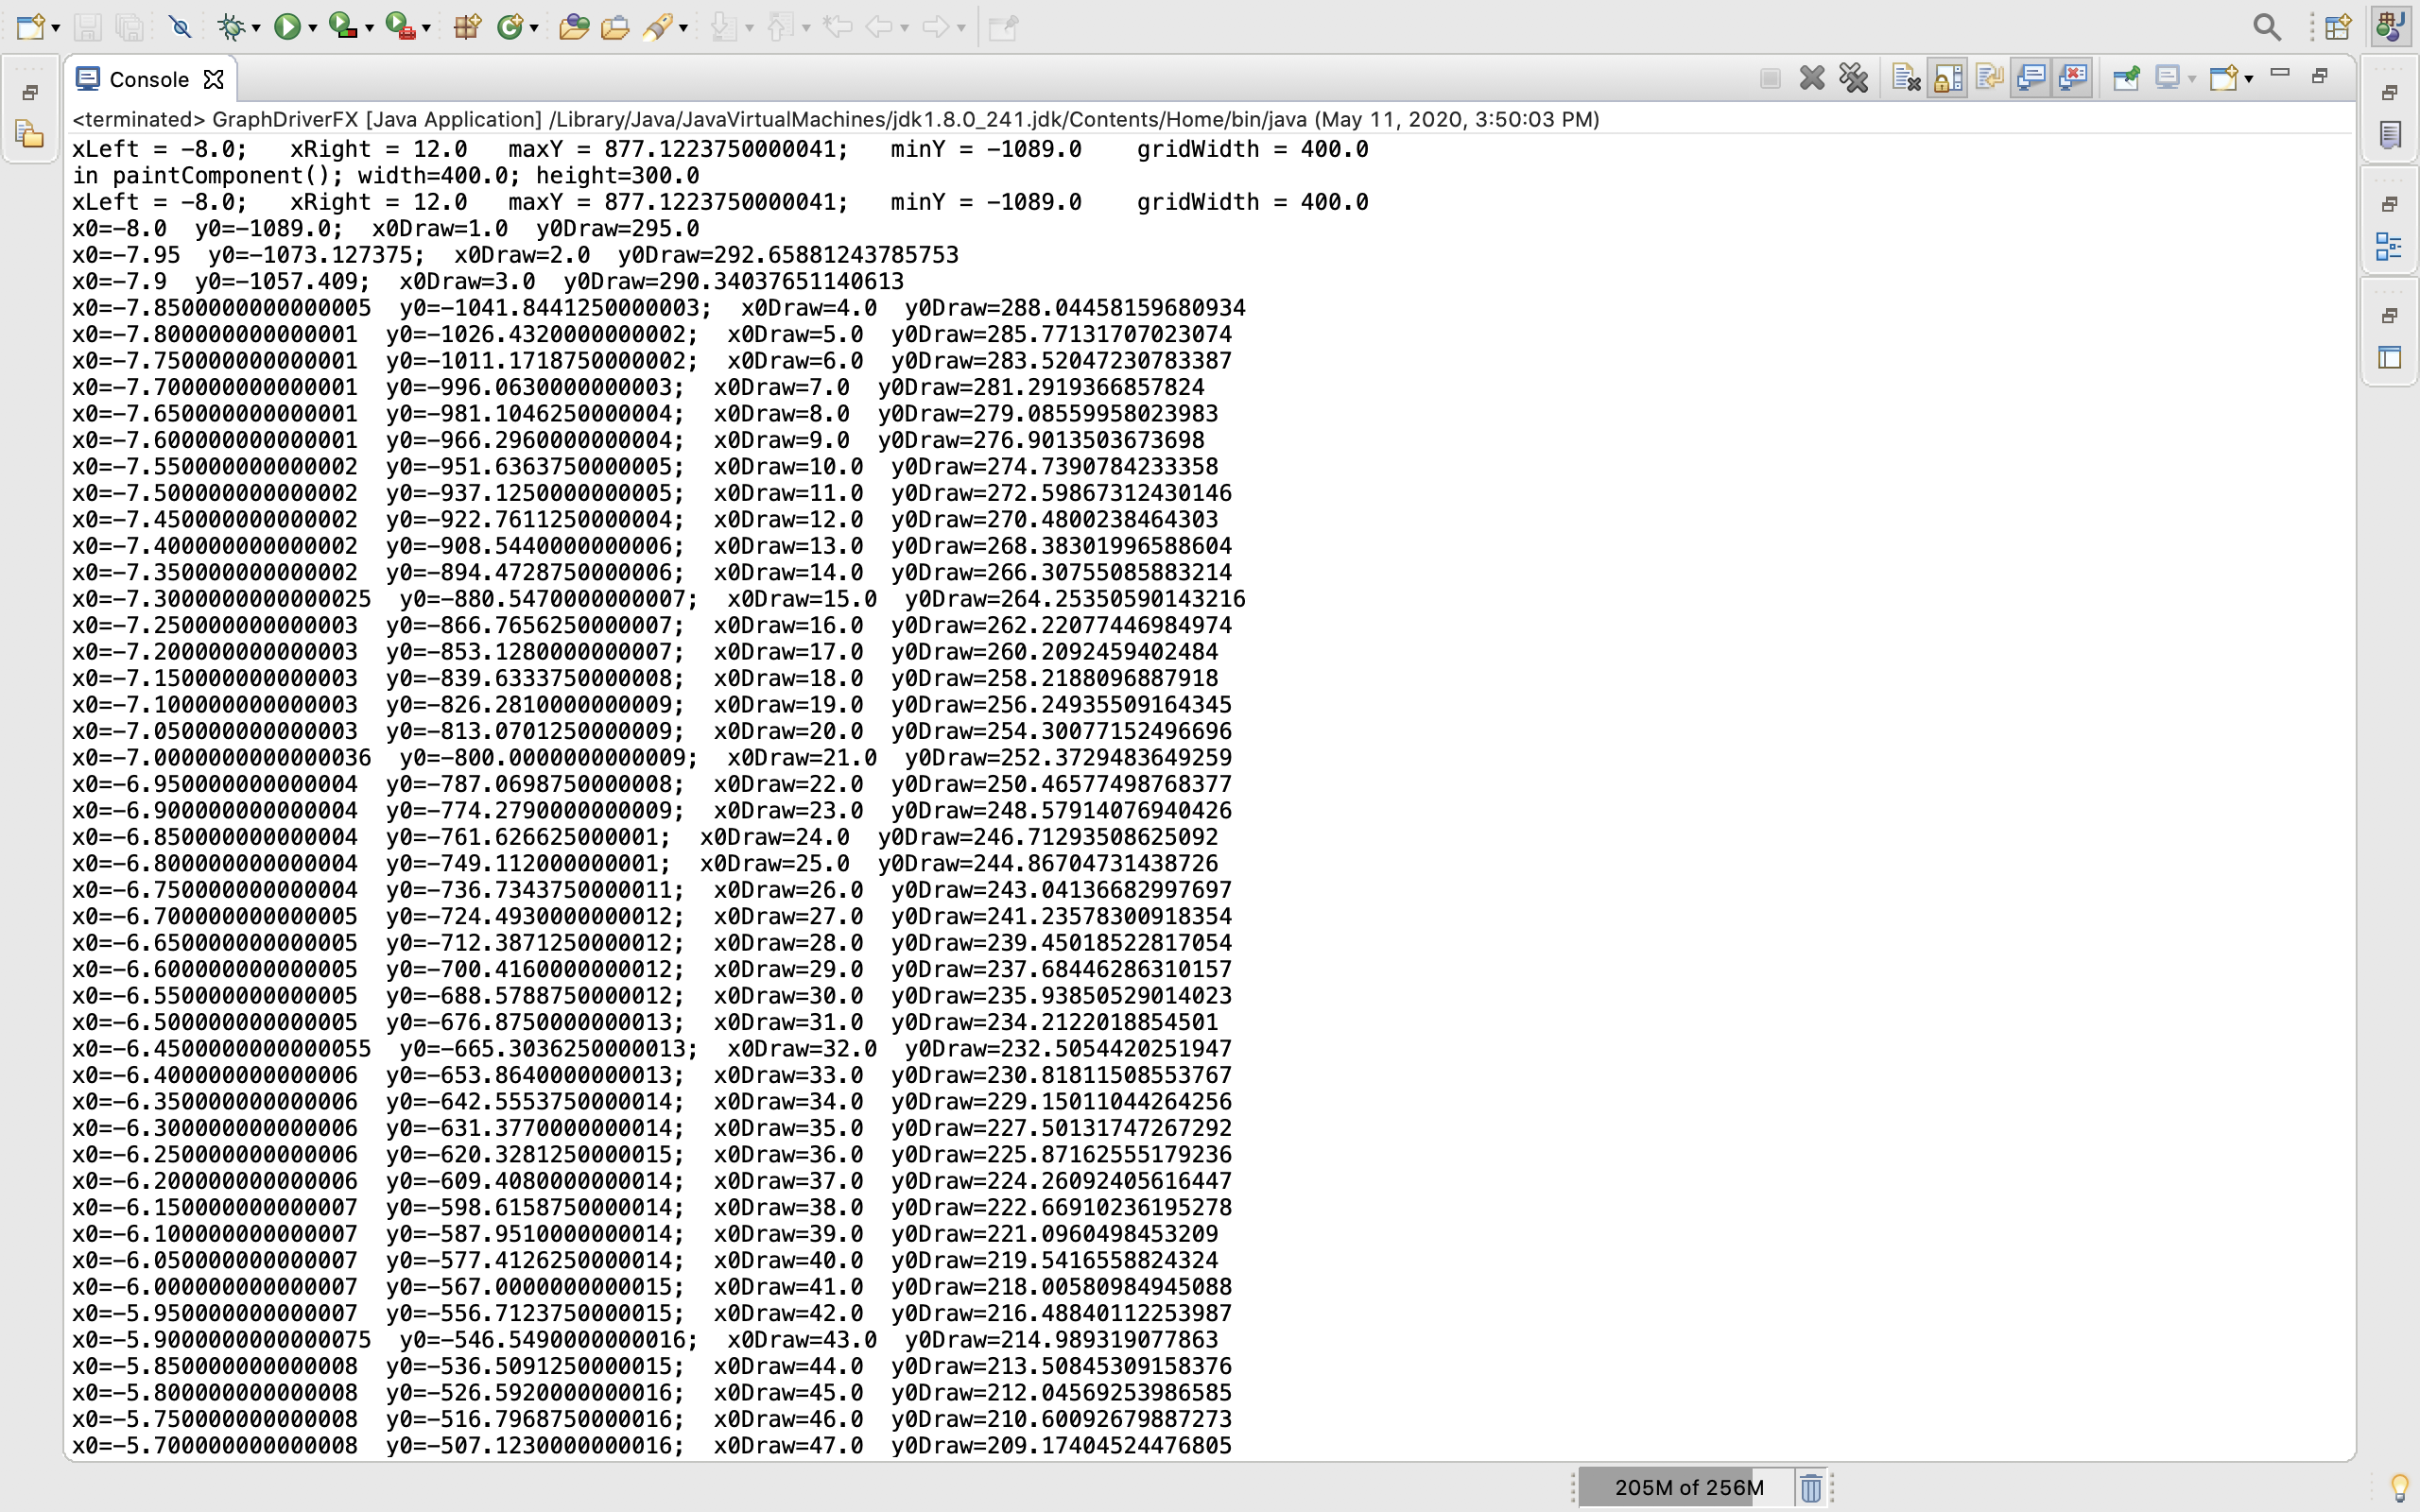 Console
<terminated> GraphDriverFX [Java Application] /Library/Java/JavaVirtualMachines/jdk1.8.0_241.jdk/Contents/Home/bin/java (May 11, 2020, 3:50:03 PM)
xLeft = -8.0;   xRight = 12.0   maxY = 877.1223750000041;   minY = -1089.0    gridWidth = 400.0
in paintComponent(); width=400.0; height=300.0
xLeft = -8.0;   xRight = 12.0   maxY = 877.1223750000041;   minY = -1089.0    gridWidth = 400.0
x0=-8.0  y0=-1089.0;  x0Draw=1.0  y0Draw=295.0
x0=-7.95  y0=-1073.127375;  x0Draw=2.0  y0Draw=292.65881243785753
x0=-7.9  y0=-1057.409;  x0Draw=3.0  y0Draw=290.34037651140613
x0=-7.8500000000000005  y0=-1041.8441250000003;  x0Draw=4.0  y0Draw=288.04458159680934
x0=-7.800000000000001  y0=-1026.4320000000002;  x0Draw=5.0  y0Draw=285.77131707023074
x0=-7.750000000000001  y0=-1011.1718750000002;  x0Draw=6.0  y0Draw=283.52047230783387
x0=-7.700000000000001  y0=-996.0630000000003;  x0Draw=7.0  y0Draw=281.2919366857824
x0=-7.650000000000001  y0=-981.1046250000004;  x0Draw=8.0  y0Draw=279.08559958023983
x0=-7.600000000000001  y0=-966.2960000000004;  x0Draw=9.0  y0Draw=276.9013503673698
x0=-7.550000000000002  y0=-951.6363750000005;  x0Draw=10.0  y0Draw=274.7390784233358
x0=-7.500000000000002  y0=-937.1250000000005;  x0Draw=11.0  y0Draw=272.59867312430146
x0=-7.450000000000002  y0=-922.7611250000004;  x0Draw=12.0  y0Draw=270.4800238464303
x0=-7.400000000000002  y0=-908.5440000000006;  x0Draw=13.0  y0Draw=268.38301996588604
x0=-7.350000000000002  y0=-894.4728750000006;  x0Draw=14.0  y0Draw=266.30755085883214
x0=-7.3000000000000025  y0=-880.5470000000007;  x0Draw=15.0  y0Draw=264.25350590143216
x0=-7.250000000000003  y0=-866.7656250000007;  x0Draw=16.0  y0Draw=262.22077446984974
x0=-7.200000000000003  y0=-853.1280000000007;  x0Draw=17.0  y0Draw=260.2092459402484
x0=-7.150000000000003  y0=-839.6333750000008;  x0Draw=18.0  y0Draw=258.2188096887918
x0=-7.100000000000003  y0=-826.2810000000009;  x0Draw=19.0  y0Draw=256.24935509164345
x0=-7.050000000000003  y0=-813.0701250000009;  x0Draw=20.0  y0Draw=254.30077152496696
x0=-7.0000000000000036  y0=-800.0000000000009;  x0Draw=21.0  y0Draw=252.3729483649259
x0=-6.950000000000004  y0=-787.0698750000008;  x0Draw=22.0  y0Draw=250.46577498768377
x0=-6.900000000000004  y0=-774.2790000000009;  x0Draw=23.0  y0Draw=248.57914076940426
x0=-6.850000000000004  y0=-761.626625000001;  x0Draw=24.0  y0Draw=246.71293508625092
x0=-6.800000000000004  y0=-749.112000000001;  x0Draw=25.0  y0Draw=244.86704731438726
x0=-6.750000000000004  y0=-736.7343750000011;  x0Draw=26.0  y0Draw=243.04136682997697
x0=-6.700000000000005  y0=-724.4930000000012;  x0Draw=27.0  y0Draw=241.23578300918354
x0=-6.650000000000005  y0=-712.3871250000012;  x0Draw=28.0  y0Draw=239.45018522817054
x0=-6.600000000000005  y0=-700.4160000000012;  x0Draw=29.0  y0Draw=237.68446286310157
x0=-6.550000000000005  y0=-688.5788750000012;  x0Draw=30.0  y0Draw=235.93850529014023
x0=-6.500000000000005  y0=-676.8750000000013;  x0Draw=31.0  y0Draw=234.2122018854501
x0=-6.4500000000000055  y0=-665.3036250000013;  x0Draw=32.0  y0Draw=232.5054420251947
x0=-6.400000000000006  y0=-653.8640000000013;  x0Draw=33.0  y0Draw=230.81811508553767
x0=-6.350000000000006  y0=-642.5553750000014;  x0Draw=34.0  y0Draw=229.15011044264256
x0=-6.300000000000006  y0=-631.3770000000014;  x0Draw=35.0  y0Draw=227.50131747267292
x0=-6.250000000000006  y0=-620.3281250000015;  x0Draw=36.0  y0Draw=225.87162555179236
x0=-6.200000000000006  y0=-609.4080000000014;  x0Draw=37.0  y0Draw=224.26092405616447
x0=-6.150000000000007  y0=-598.6158750000014;  x0Draw=38.0  y0Draw=222.66910236195278
x0=-6.100000000000007  y0=-587.9510000000014;  x0Draw=39.0  y0Draw=221.0960498453209
x0=-6.050000000000007  y0=-577.4126250000014;  x0Draw=40.0  y0Draw=219.5416558824324
x0=-6.000000000000007  y0=-567.0000000000015;  x0Draw=41.0  y0Draw=218.00580984945088
x0=-5.950000000000007  y0=-556.7123750000015;  x0Draw=42.0  y0Draw=216.48840112253987
x0=-5.9000000000000075  y0=-546.5490000000016;  x0Draw=43.0  y0Draw=214.989319077863
x0=-5.850000000000008  y0=-536.5091250000015;  x0Draw=44.0  y0Draw=213.50845309158376
x0=-5.800000000000008  y0=-526.5920000000016;  x0Draw=45.0  y0Draw=212.04569253986585
x0=-5.750000000000008  y0=-516.7968750000016;  x0Draw=46.0  y0Draw=210.60092679887273
x0=-5.700000000000008  y0=-507.1230000000016;  x0Draw=47.0  y0Draw=209.17404524476805
205M of 256M